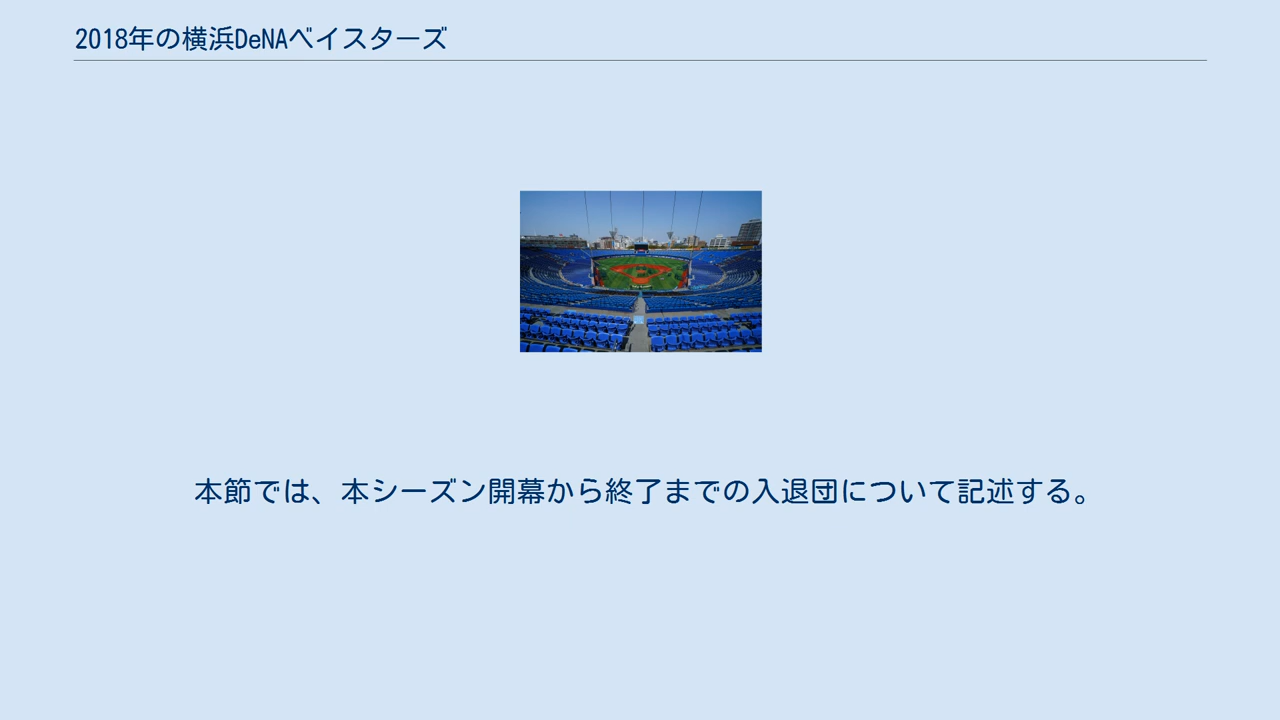 2018年の横浜DeNAベイスターズ
本節では、本シーズン開幕から終了までの入退団について記述する。